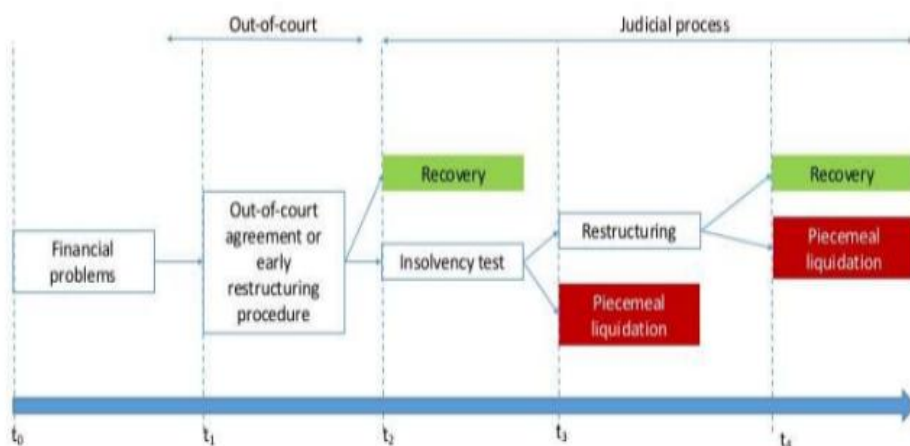 Out-of-court
Judicial process
Recovery
Recovery
Out-of-court
agreement or
early
restructuring
procedure
Financial
problems
Insolvency test
Restructuring
Piecemeal
liquidation
Piecemeal
liquidation
t0
t1
t2
t3
t4